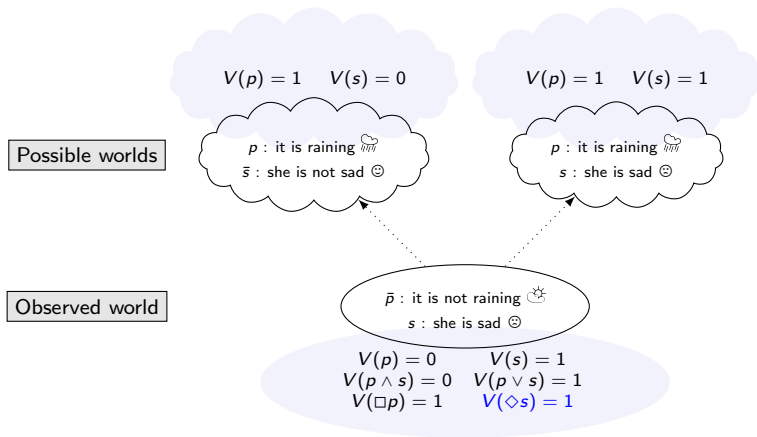 V(p) = 1 V(s) = 0
V(p) = 1 V(s) = 1
Possible worlds
p : it is raining
s̄ : she is not sad ☺
p : it is raining
s : she is sad ☹
Observed world
p̄ : it is not raining
s : she is sad ☹
V(p) = 0 V(s) = 1
V(p ∧ s) = 0 V(p ∨ s) = 1
V(□p) = 1 V(◇s) = 1